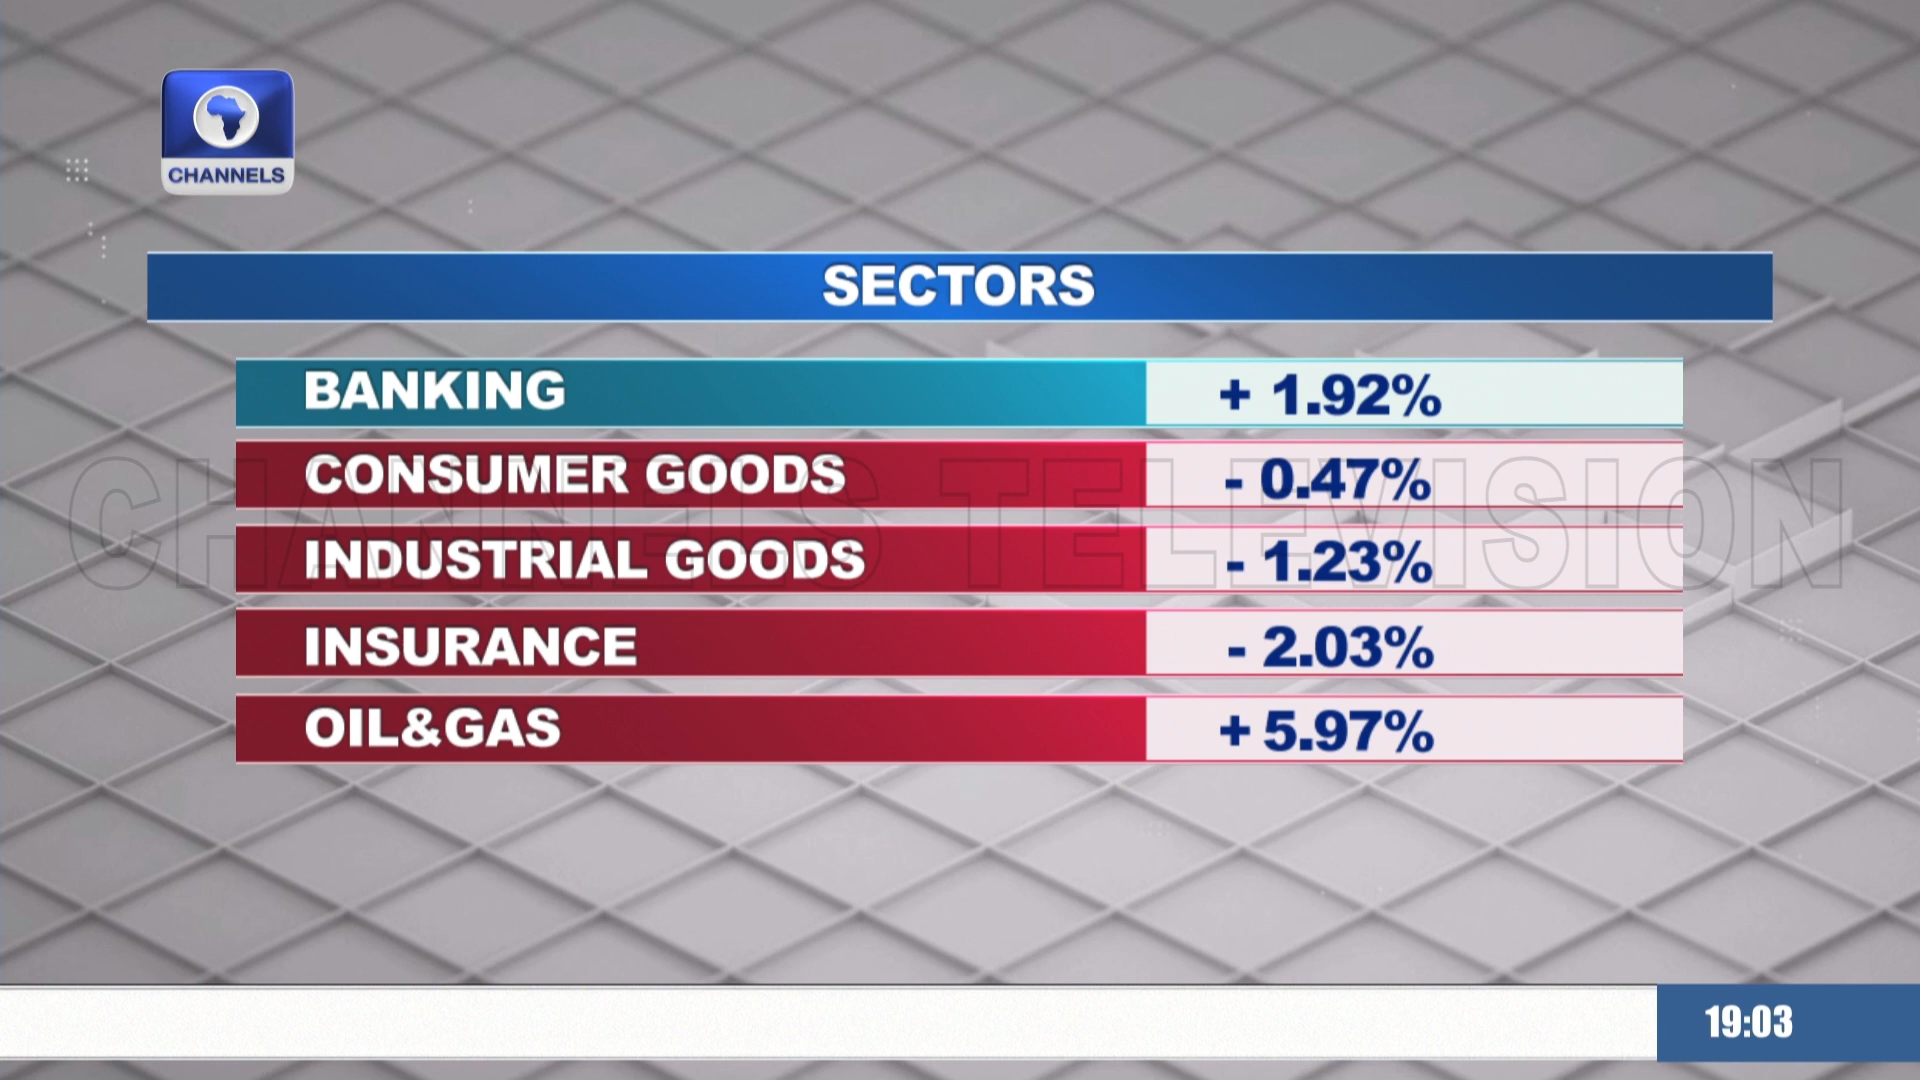 CHANNELS
SECTORS
BANKING + 1.92%
CONSUMER GOODS - 0.47%
CHANNELS TELEVISION
INDUSTRIAL GOODS - 1.23%
INSURANCE - 2.03%
OIL&GAS + 5.97%
19:03